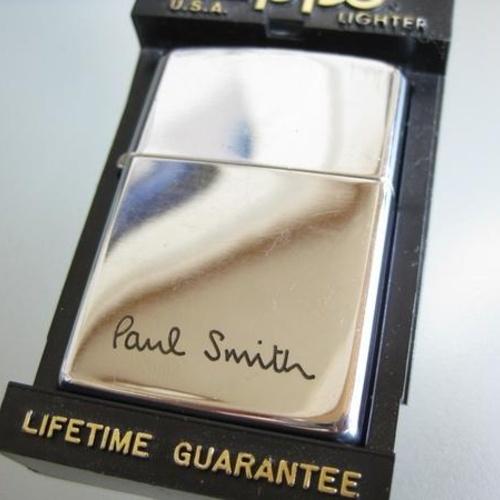 U.S.A.
LIGHTER
Paul Smith
LIFETIME GUARANTEE